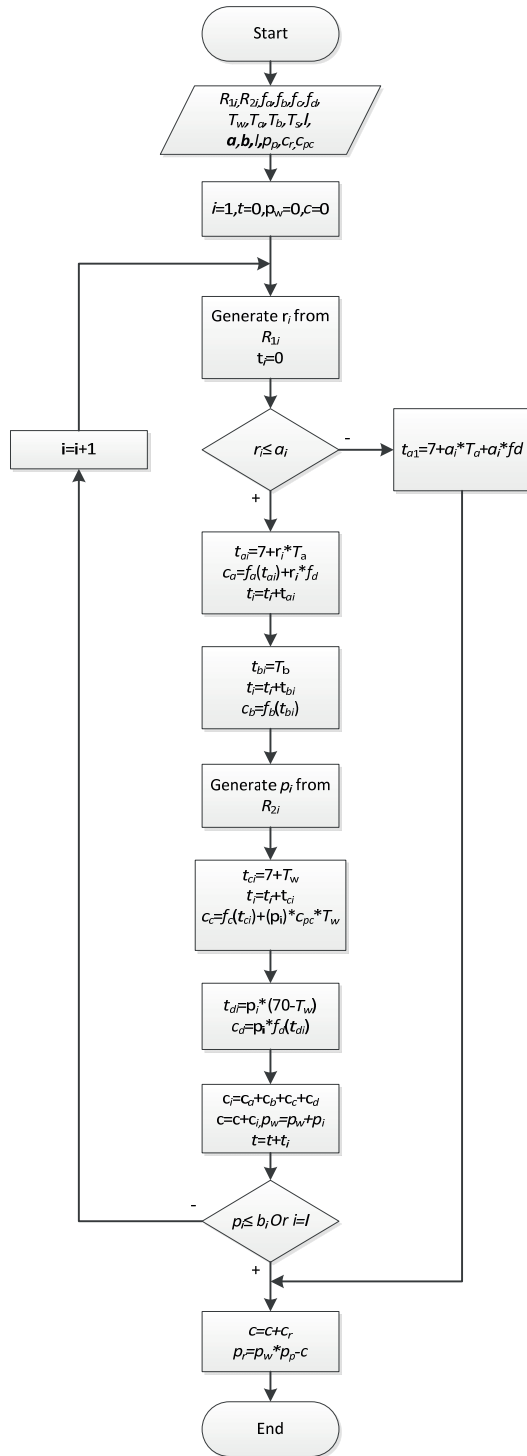 Start
R1i,R2i,fa,fb,fc,fd,
Tw,Ta,Tb,Ts,I,
a,b,l,pp,cr,cpc
i=1,t=0,pw=0,c=0
Generate ri from
R1i
ti=0
i=i+1
ri≤ai
-
ta1=7+ai*Ta+ai*fd
+
tai=7+ri*Ta
ca=fa(tai)+ri*fd
ti=ti+tai
tbi=Tb
ti=ti+tbi
cb=fb(tbi)
Generate pi from
R2i
tci=7+Tw
ti=ti+tci
cc=fc(tci)+(pi)*cpc*Tw
tdi=pi*(70-Tw)
cd=pi*fd(tdi)
ci=ca+cb+cc+cd
c=c+ci,pw=pw+pi
t=t+ti
-
pi≤bi Or i=I
+
c=c+cr
pr=pw*pp-c
End